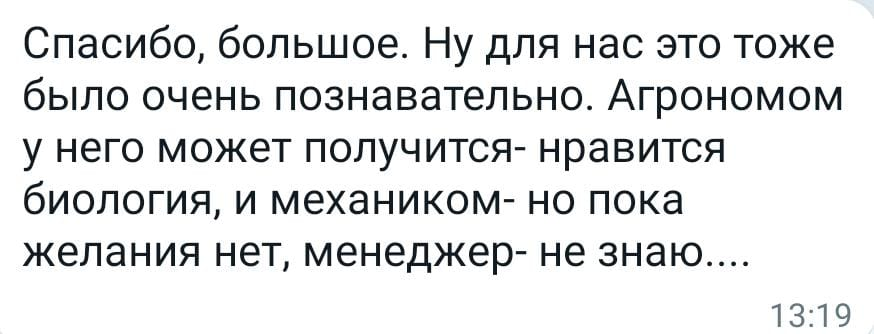 Спасибо, большое. Ну для нас это тоже
было очень познавательно. Агрономом
у него может получится- нравится
биология, и механиком- но пока
желания нет, менеджер- не знаю....
13:19